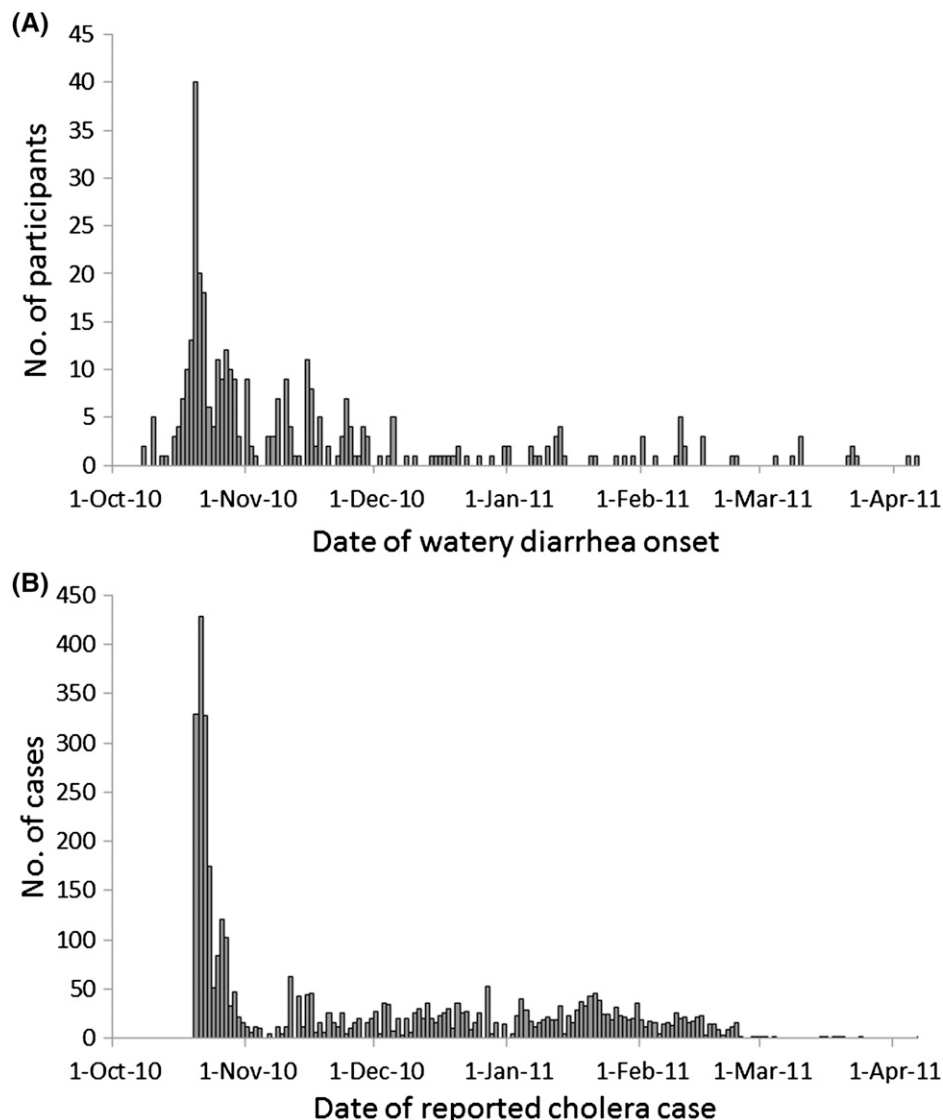 (A)
No. of participants
45
40
35
30
25
20
15
10
5
0
1-Oct-10 1-Nov-10 1-Dec-10 1-Jan-11 1-Feb-11 1-Mar-11 1-Apr-11
Date of watery diarrhea onset
(B)
No. of cases
450
400
350
300
250
200
150
100
50
0
1-Oct-10 1-Nov-10 1-Dec-10 1-Jan-11 1-Feb-11 1-Mar-11 1-Apr-11
Date of reported cholera case